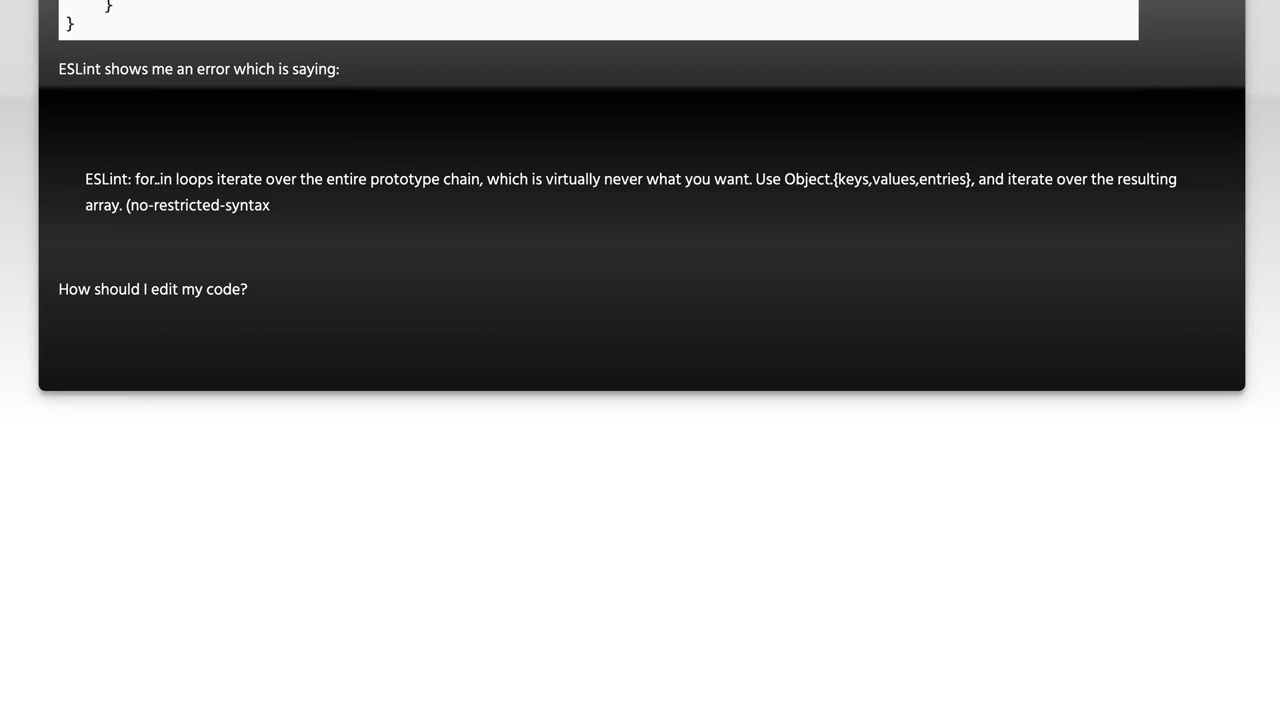 }
}
ESLint shows me an error which is saying:
ESLint: for..in loops iterate over the entire prototype chain, which is virtually never what you want. Use Object.{keys,values,entries}, and iterate over the resulting
array. (no-restricted-syntax
How should I edit my code?